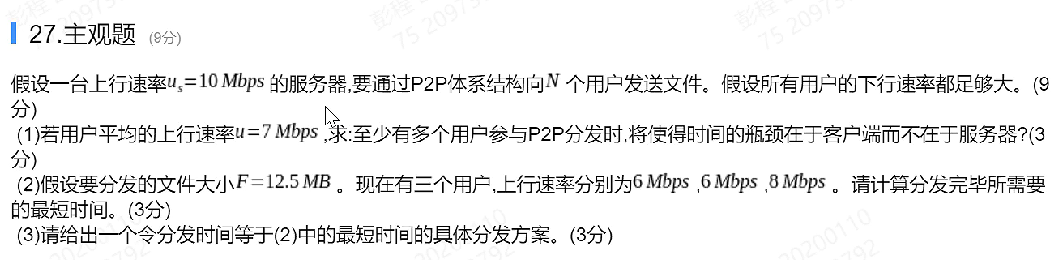 27.主观题 (9分)
假设一台上行速率uₛ=10 Mbps 的服务器,要通过P2P体系结构向N 个用户发送文件。假设所有用户的下行速率都足够大。(9
分)
(1)若用户平均的上行速率u=7 Mbps ,求:至少有多个用户参与P2P分发时,将使得时间的瓶颈在于客户端而不在于服务器?(3
分)
(2)假设要分发的文件大小F=12.5 MB 。现在有三个用户,上行速率分别为6 Mbps ,6 Mbps ,8 Mbps 。请计算分发完毕所需要
的最短时间。(3分)
(3)请给出一个令分发时间等于(2)中的最短时间的具体分发方案。(3分)